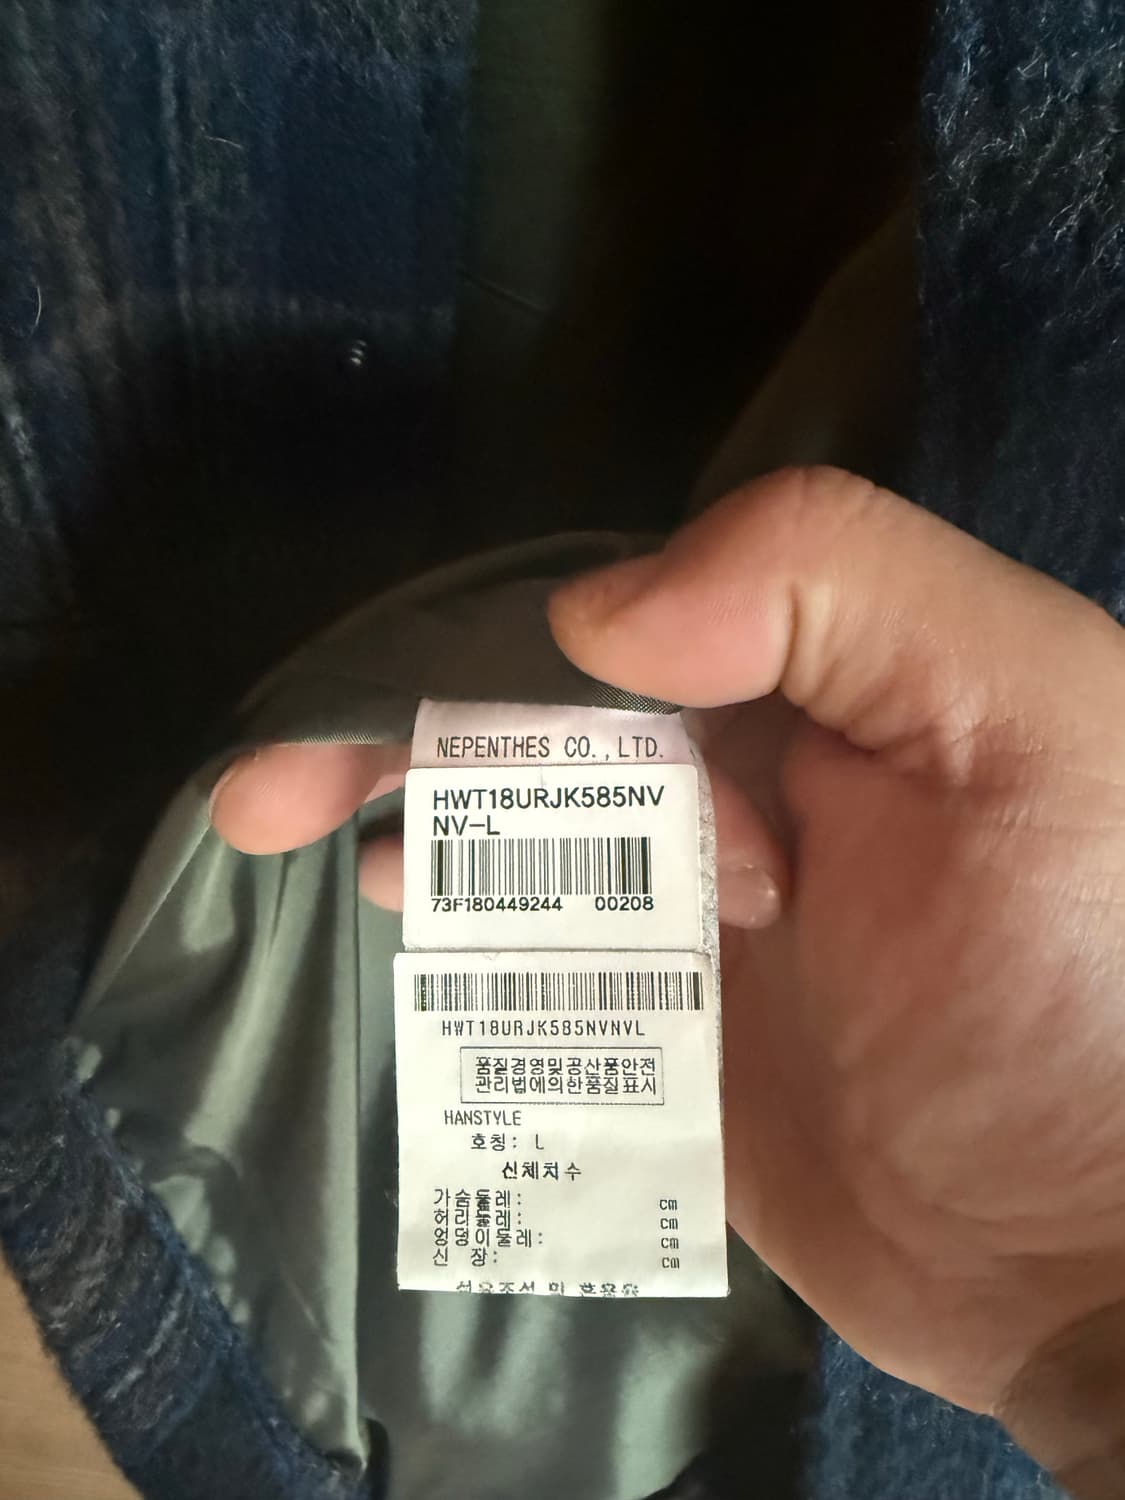 NEPENTHES CO.,LTD.
HWT18URJK585NV
NV-L
73F180449244 00208
HWT18URJK585NVNVL
품질경영및공산품안전
관리법에의한품질표시
HANSTYLE
호칭: L
신체치수
가슴둘레: cm
허리둘레: cm
엉덩이둘레: cm
신 장: cm